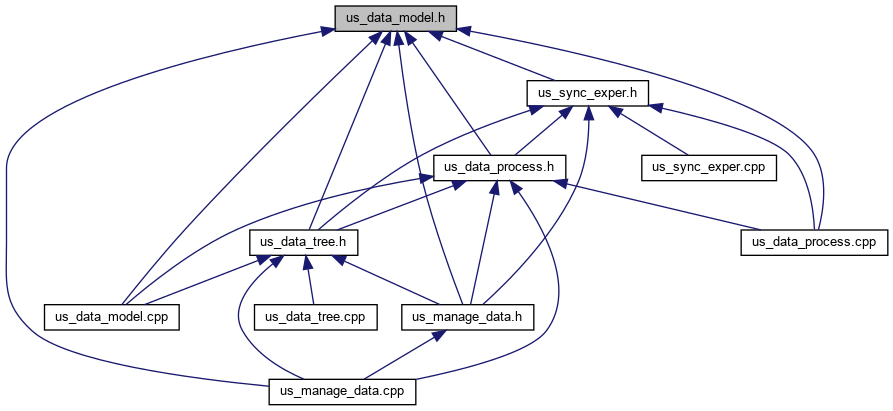 us_data_model.h
us_sync_exper.h
us_data_process.h
us_sync_exper.cpp
us_data_tree.h
us_data_process.cpp
us_data_model.cpp
us_data_tree.cpp
us_manage_data.h
us_manage_data.cpp